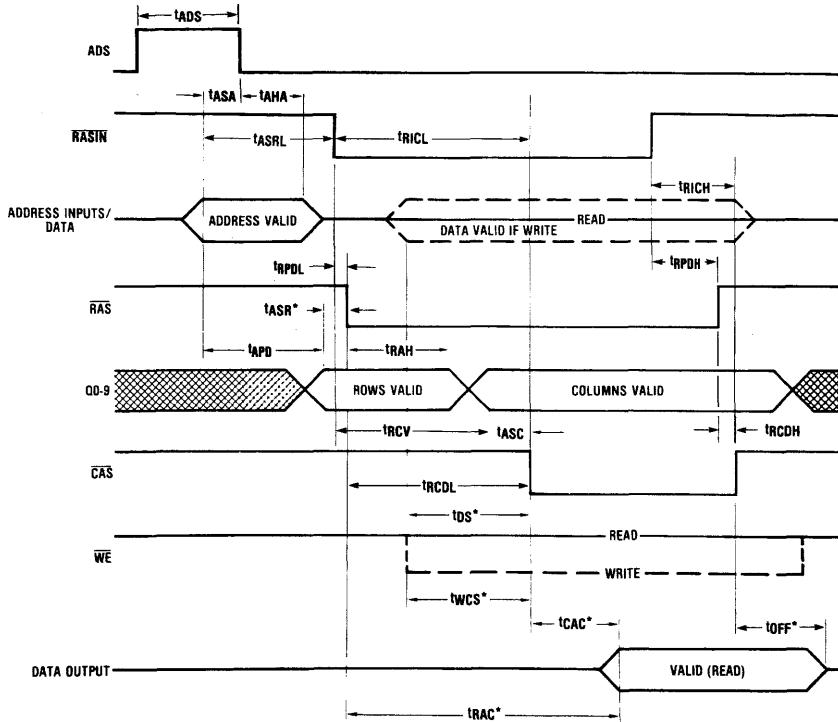 tADS
ADS
tASA tAHA
RASIN
tASRL tRICL
tRICH
ADDRESS INPUTS/
DATA
ADDRESS VALID
READ
DATA VALID IF WRITE
tRPDL
tRPDH
RAS
tASR*
tAPD tRAH
Q0-9
ROWS VALID COLUMNS VALID
tRCV tASC tRCDH
CAS
tRCDL
tDS*
WE
READ
WRITE
tWCS*
tCAC* tOFF*
DATA OUTPUT
VALID (READ)
tRAC*